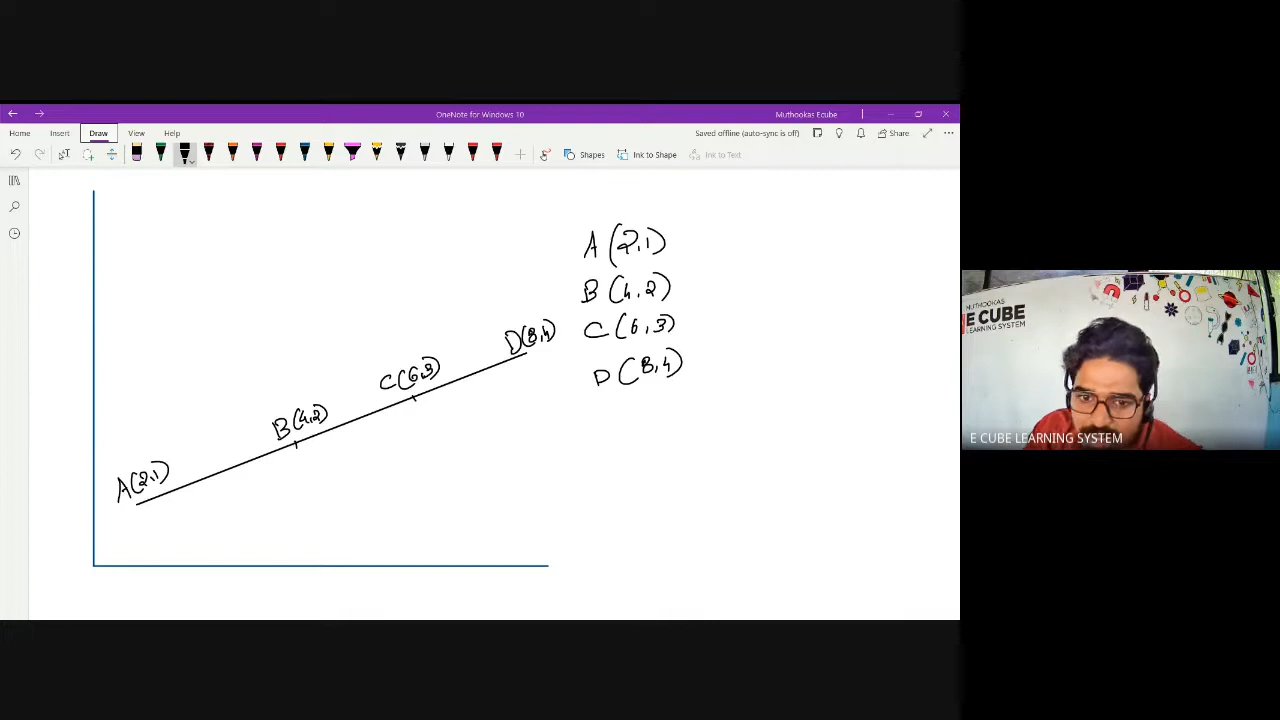 OneNote for Windows 10
Muthookas Ecube
Home Insert Draw View Help
Saved offline (auto-sync is off)
Share
Shapes
Ink to Shape
Ink to Text
A(2,1)
B(4,2)
C(6,3)
D(8,4)
D(8,4)
C(6,3)
B(4,2)
A(2,1)
MUTHOOKAS
E CUBE
LEARNING SYSTEM
E CUBE LEARNING SYSTEM